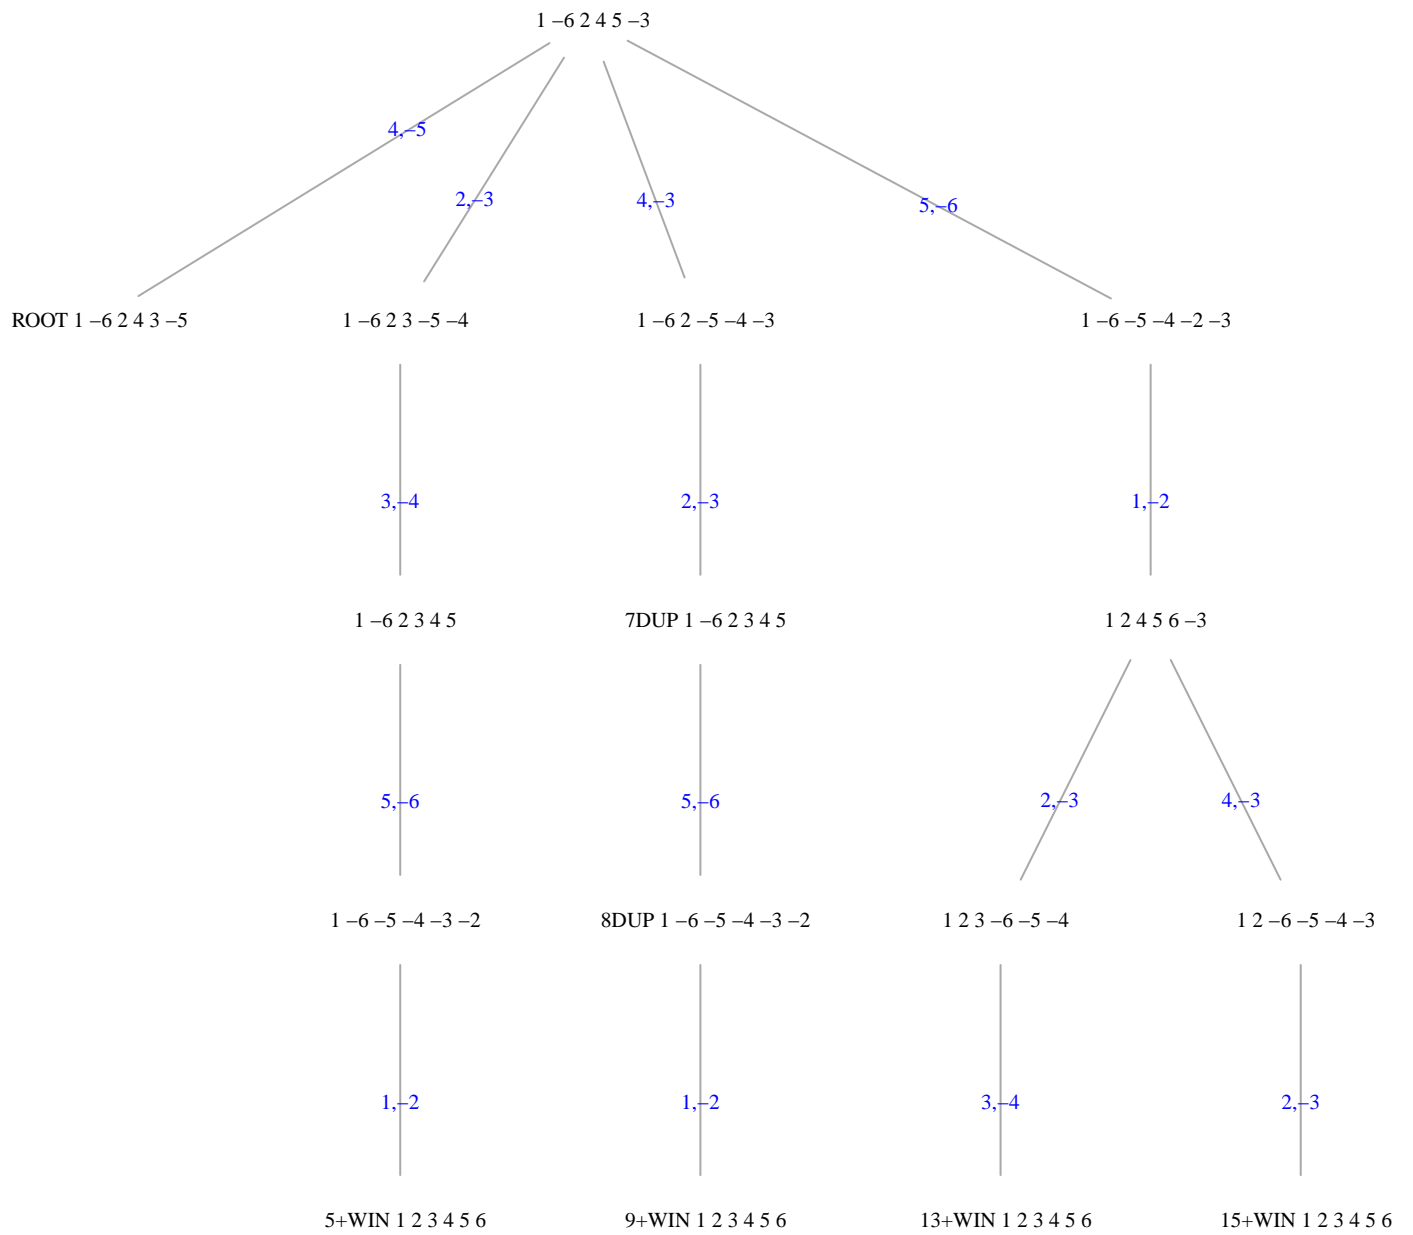 1 −6 2 4 5 −3
4,−5
2,−3
4,−3
5,−6
ROOT 1 −6 2 4 3 −5
1 −6 2 3 −5 −4
1 −6 2 −5 −4 −3
1 −6 −5 −4 −2 −3
3,−4
2,−3
1,−2
1 −6 2 3 4 5
7DUP 1 −6 2 3 4 5
1 2 4 5 6 −3
5,−6
5,−6
2,−3
4,−3
1 −6 −5 −4 −3 −2
8DUP 1 −6 −5 −4 −3 −2
1 2 3 −6 −5 −4
1 2 −6 −5 −4 −3
1,−2
1,−2
3,−4
2,−3
5+WIN 1 2 3 4 5 6
9+WIN 1 2 3 4 5 6
13+WIN 1 2 3 4 5 6
15+WIN 1 2 3 4 5 6